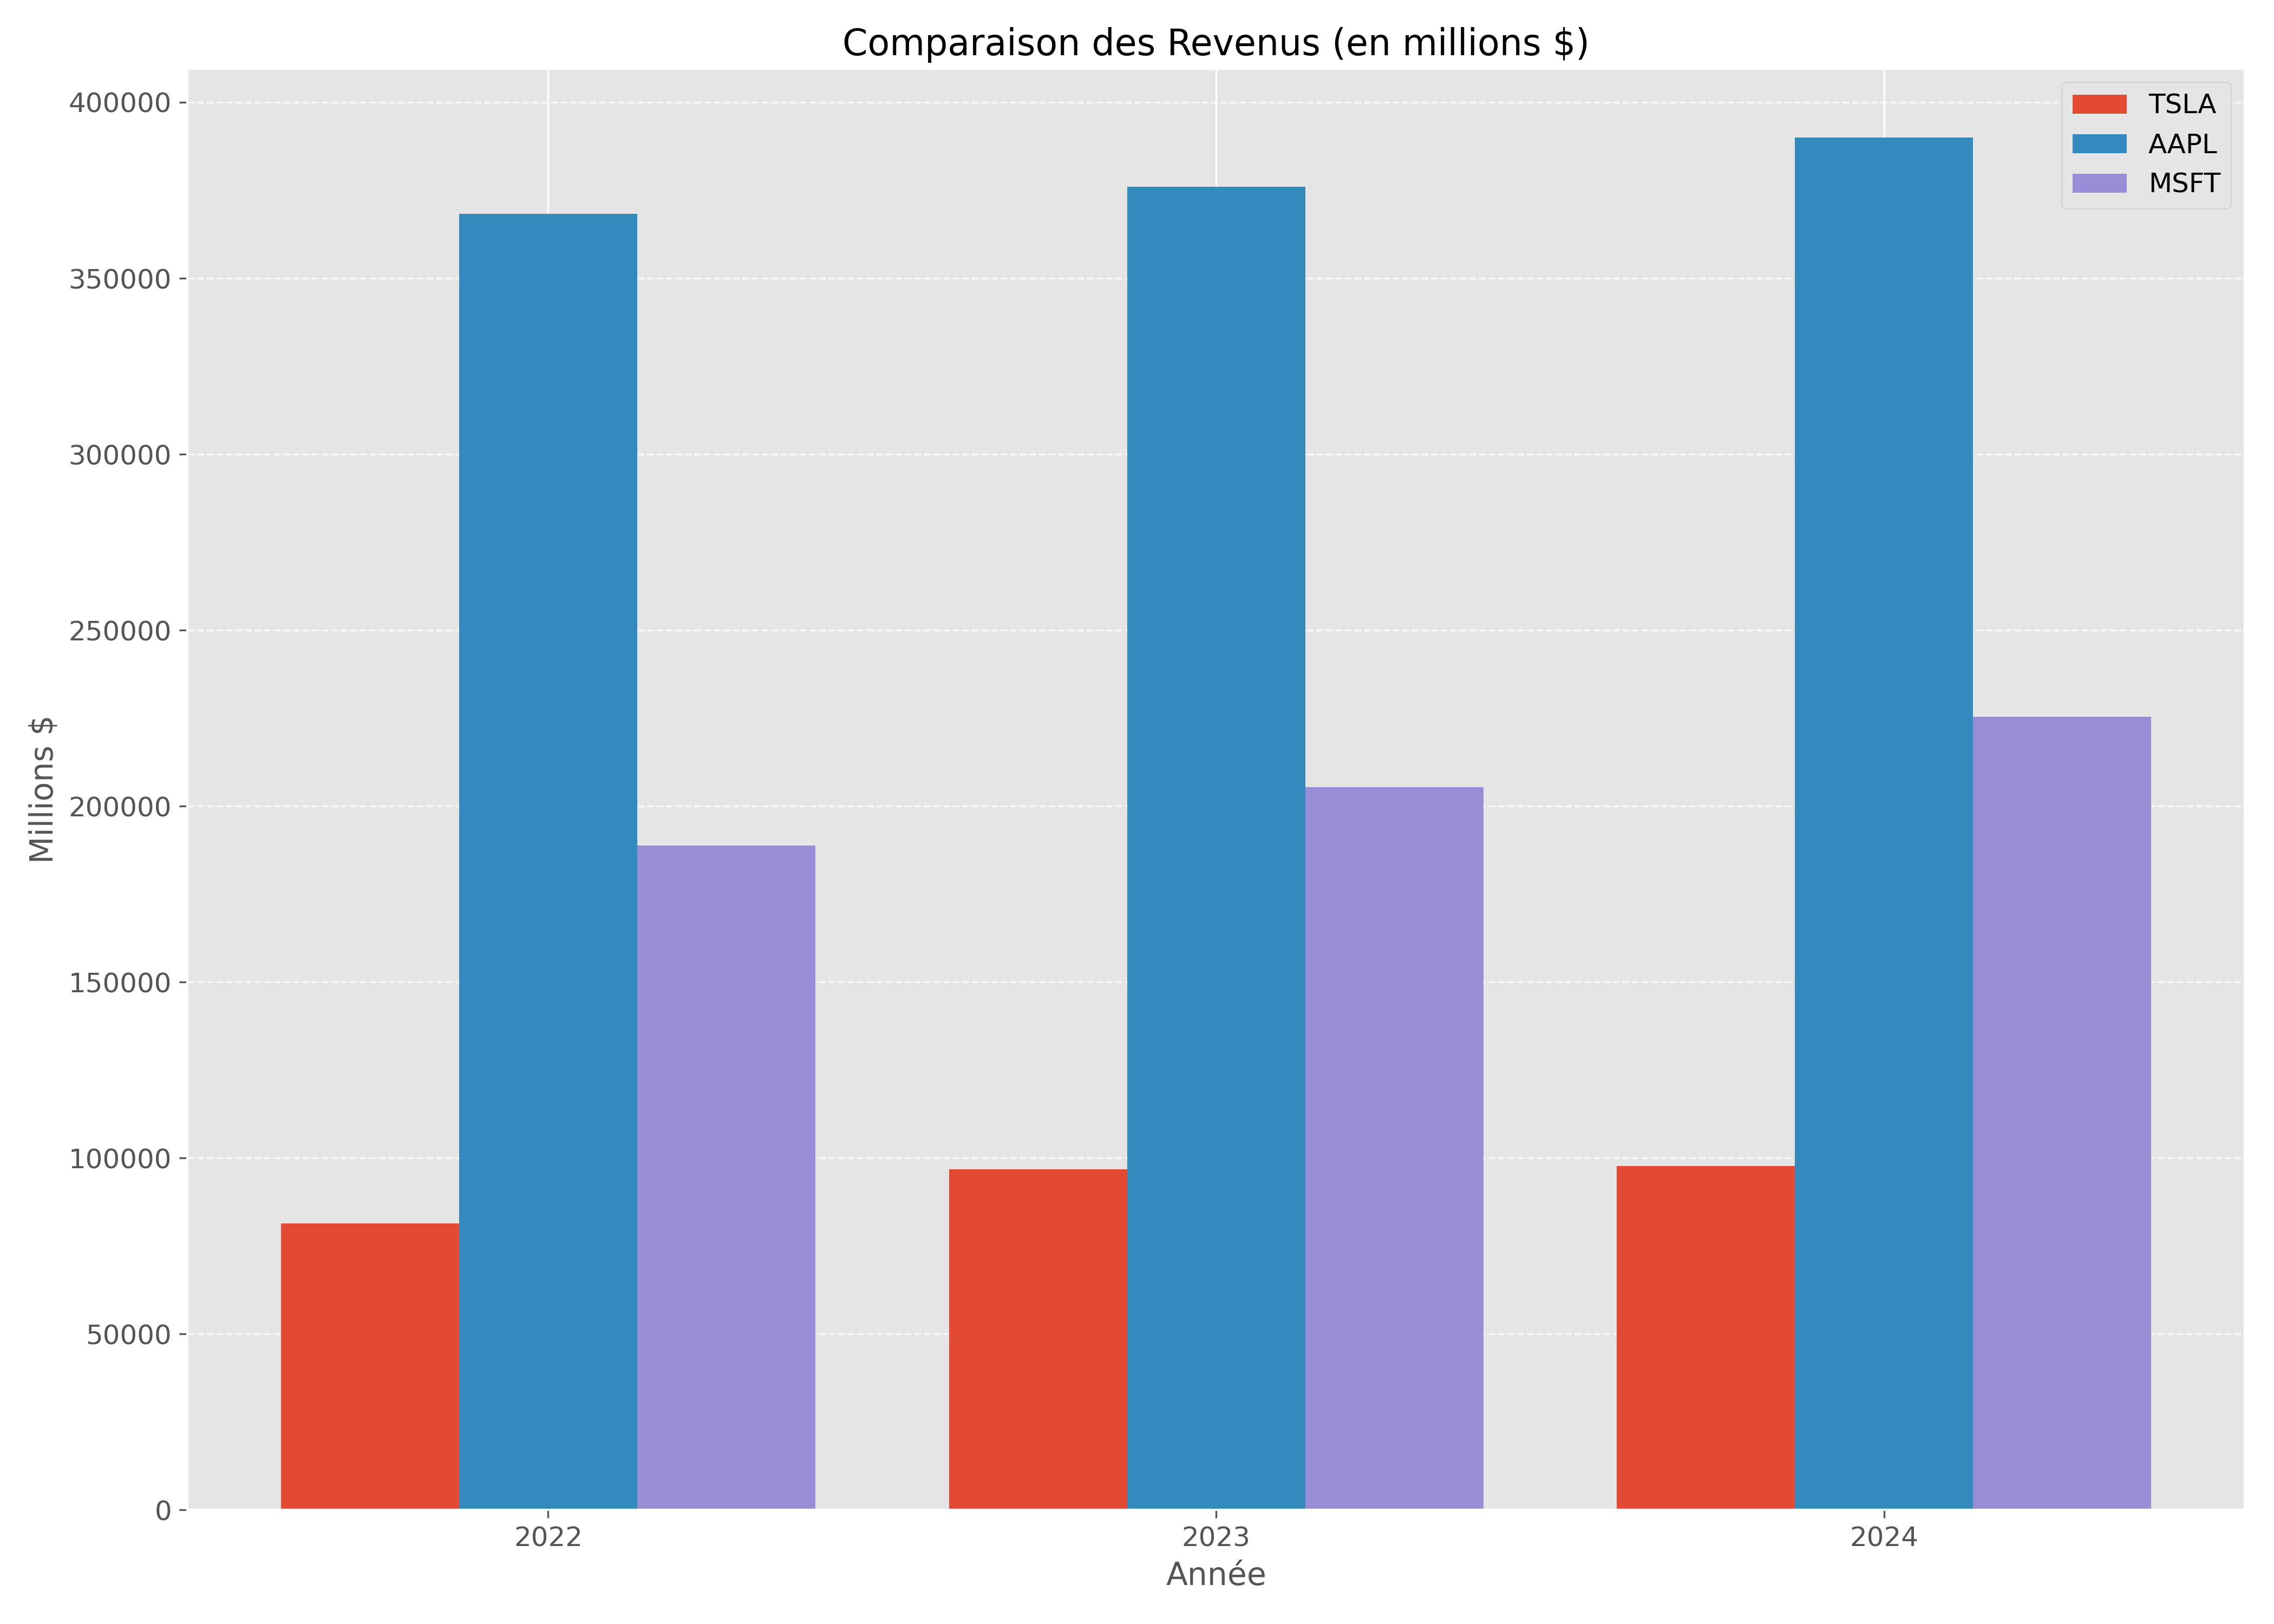 Comparaison des Revenus (en millions $)
TSLA
AAPL
MSFT
400000
350000
300000
250000
200000
150000
100000
50000
0
Millions $
2022
2023
2024
Année